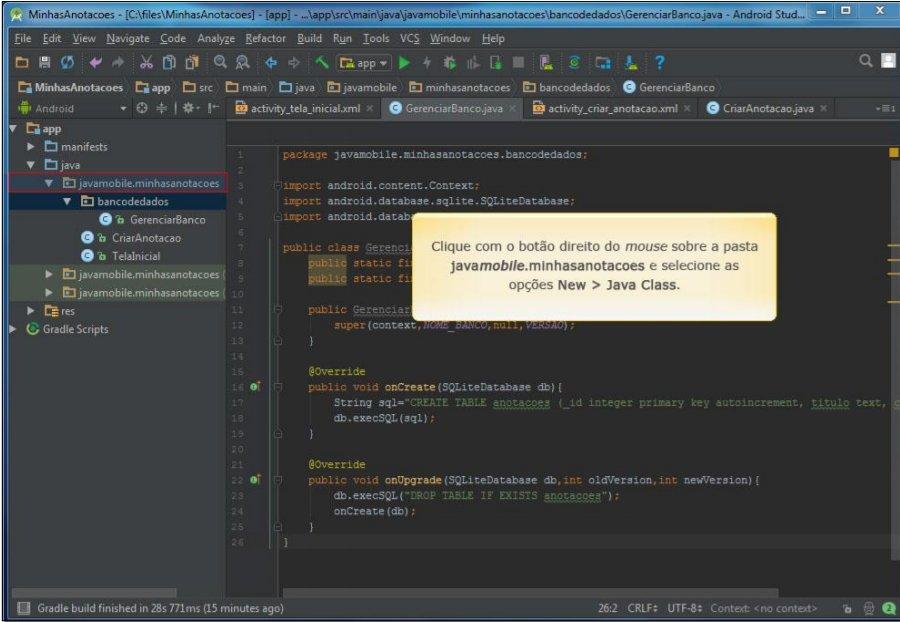 MinhasAnotacoes - [C:\files\MinhasAnotacoes] - [app] - ...\app\src\main\java\javamobile\minhasanotacoes\bancodedados\GerenciarBanco.java - Android Stud...
File Edit View Navigate Code Analyze Refactor Build Run Tools VCS Window Help
app
MinhasAnotacoes app src main java javamobile minhasanotacoes bancodedados GerenciarBanco
Android
activity_tela_inicial.xml × GerenciarBanco.java × activity_criar_anotacao.xml × CriarAnotacao.java ×
app
manifests
java
javamobile.minhasanotacoes
bancodedados
GerenciarBanco
CriarAnotacao
TelaInicial
javamobile.minhasanotacoes (
javamobile.minhasanotacoes (
res
Gradle Scripts
1 package javamobile.minhasanotacoes.bancodedados;
2
3 import android.content.Context;
4 import android.database.sqlite.SQLiteDatabase;
5 import android.databa
6
7 public class Gerenci
8 public static fi
9 public static fi
10
11 public Gerenciar
12 super(context,NOME_BANCO,null,VERSAO);
13 }
14
15 @Override
16 public void onCreate(SQLiteDatabase db){
17 String sql="CREATE TABLE anotacoes (_id integer primary key autoincrement, titulo text,
18 db.execSQL(sql);
19 }
20
21 @Override
22 public void onUpgrade(SQLiteDatabase db,int oldVersion,int newVersion){
23 db.execSQL("DROP TABLE IF EXISTS anotacoes");
24 onCreate(db);
25 }
26 }
Clique com o botão direito do mouse sobre a pasta
javamobile.minhasanotacoes e selecione as
opções New > Java Class.
Gradle build finished in 28s 771ms (15 minutes ago)
26:2 CRLF UTF-8 Context: <no context>
2